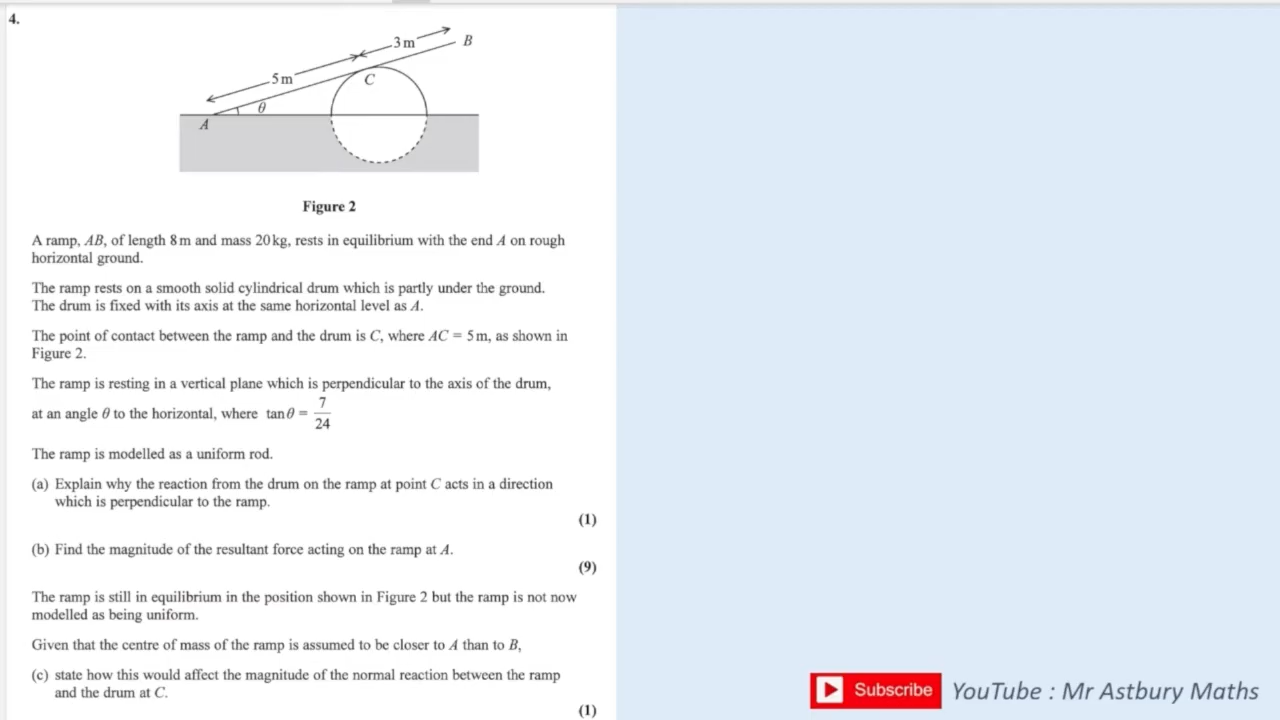 4.
3 m
B
5 m
C
θ
A
Figure 2
A ramp, AB, of length 8 m and mass 20 kg, rests in equilibrium with the end A on rough
horizontal ground.
The ramp rests on a smooth solid cylindrical drum which is partly under the ground.
The drum is fixed with its axis at the same horizontal level as A.
The point of contact between the ramp and the drum is C, where AC = 5 m, as shown in
Figure 2.
The ramp is resting in a vertical plane which is perpendicular to the axis of the drum,
at an angle θ to the horizontal, where tan θ = 7/24
The ramp is modelled as a uniform rod.
(a) Explain why the reaction from the drum on the ramp at point C acts in a direction
which is perpendicular to the ramp.
(1)
(b) Find the magnitude of the resultant force acting on the ramp at A.
(9)
The ramp is still in equilibrium in the position shown in Figure 2 but the ramp is not now
modelled as being uniform.
Given that the centre of mass of the ramp is assumed to be closer to A than to B,
(c) state how this would affect the magnitude of the normal reaction between the ramp
and the drum at C.
(1)
Subscribe YouTube : Mr Astbury Maths